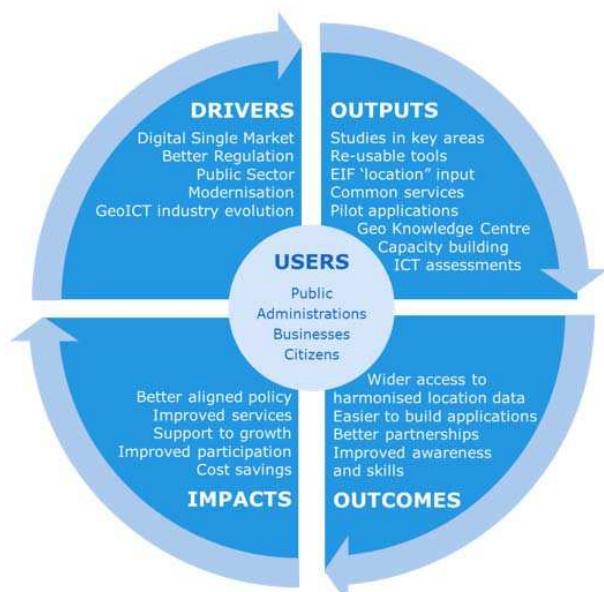 DRIVERS
Digital Single Market
Better Regulation
Public Sector
Modernisation
GeoICT industry evolution
OUTPUTS
Studies in key areas
Re-usable tools
EIF ‘location” input
Common services
Pilot applications
Geo Knowledge Centre
Capacity building
ICT assessments
USERS
Public
Administrations
Businesses
Citizens
Better aligned policy
Improved services
Support to growth
Improved participation
Cost savings
IMPACTS
Wider access to
harmonised location data
Easier to build applications
Better partnerships
Improved awareness
and skills
OUTCOMES